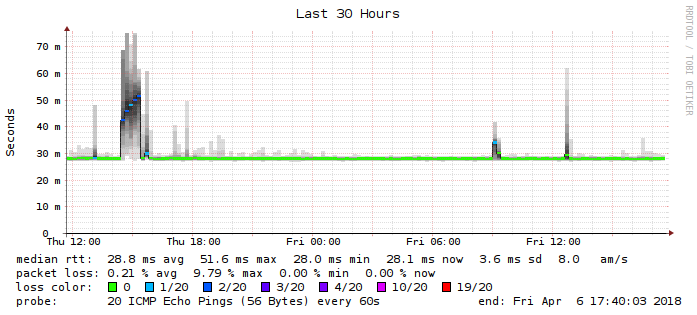 Last 30 Hours
RRDTOOL / TOBI OETIKER
Seconds
70 m
60 m
50 m
40 m
30 m
20 m
10 m
0
Thu 12:00 Thu 18:00 Fri 00:00 Fri 06:00 Fri 12:00
median rtt: 28.8 ms avg 51.6 ms max 28.0 ms min 28.1 ms now 3.6 ms sd 8.0 am/s
packet loss: 0.21 % avg 9.79 % max 0.00 % min 0.00 % now
loss color: 0 1/20 2/20 3/20 4/20 10/20 19/20
probe: 20 ICMP Echo Pings (56 Bytes) every 60s end: Fri Apr 6 17:40:03 2018